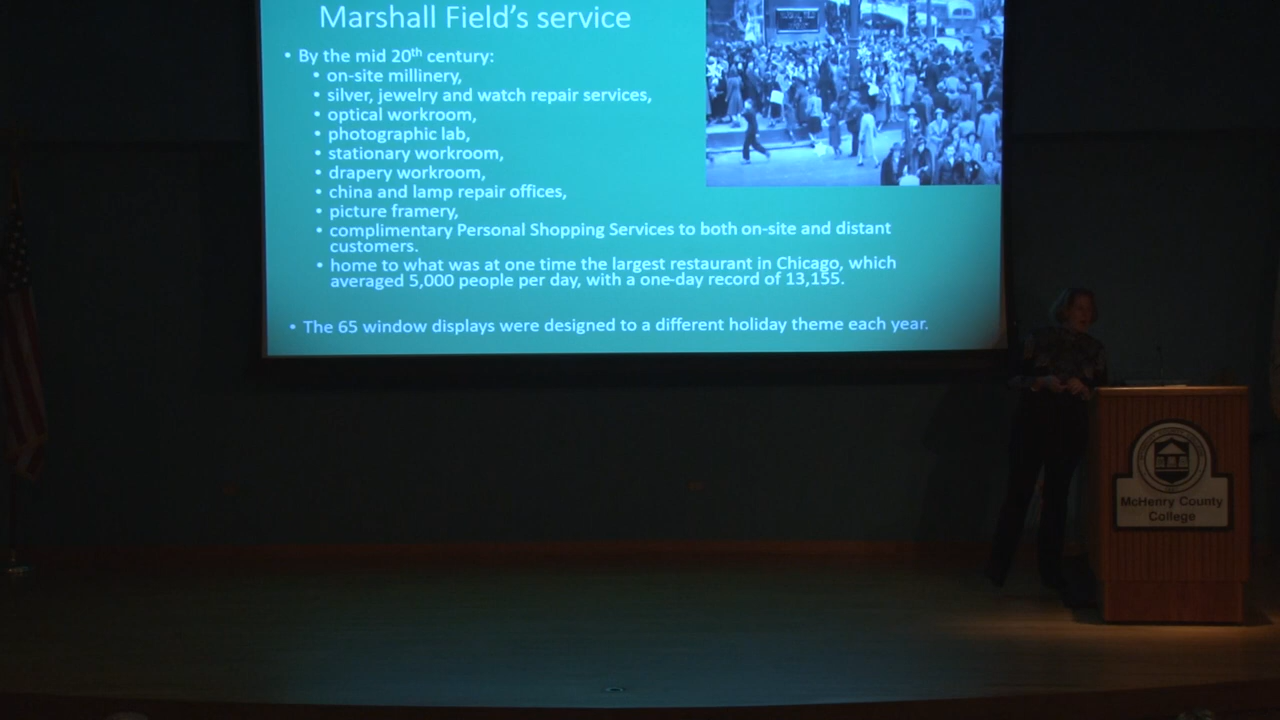 Marshall Field's service
• By the mid 20th century:
• on-site millinery,
• silver, jewelry and watch repair services,
• optical workroom,
• photographic lab,
• stationary workroom,
• drapery workroom,
• china and lamp repair offices,
• picture framery,
• complimentary Personal Shopping Services to both on-site and distant
customers.
• home to what was at one time the largest restaurant in Chicago, which
averaged 5,000 people per day, with a one-day record of 13,155.
• The 65 window displays were designed to a different holiday theme each year.
McHenry County
College